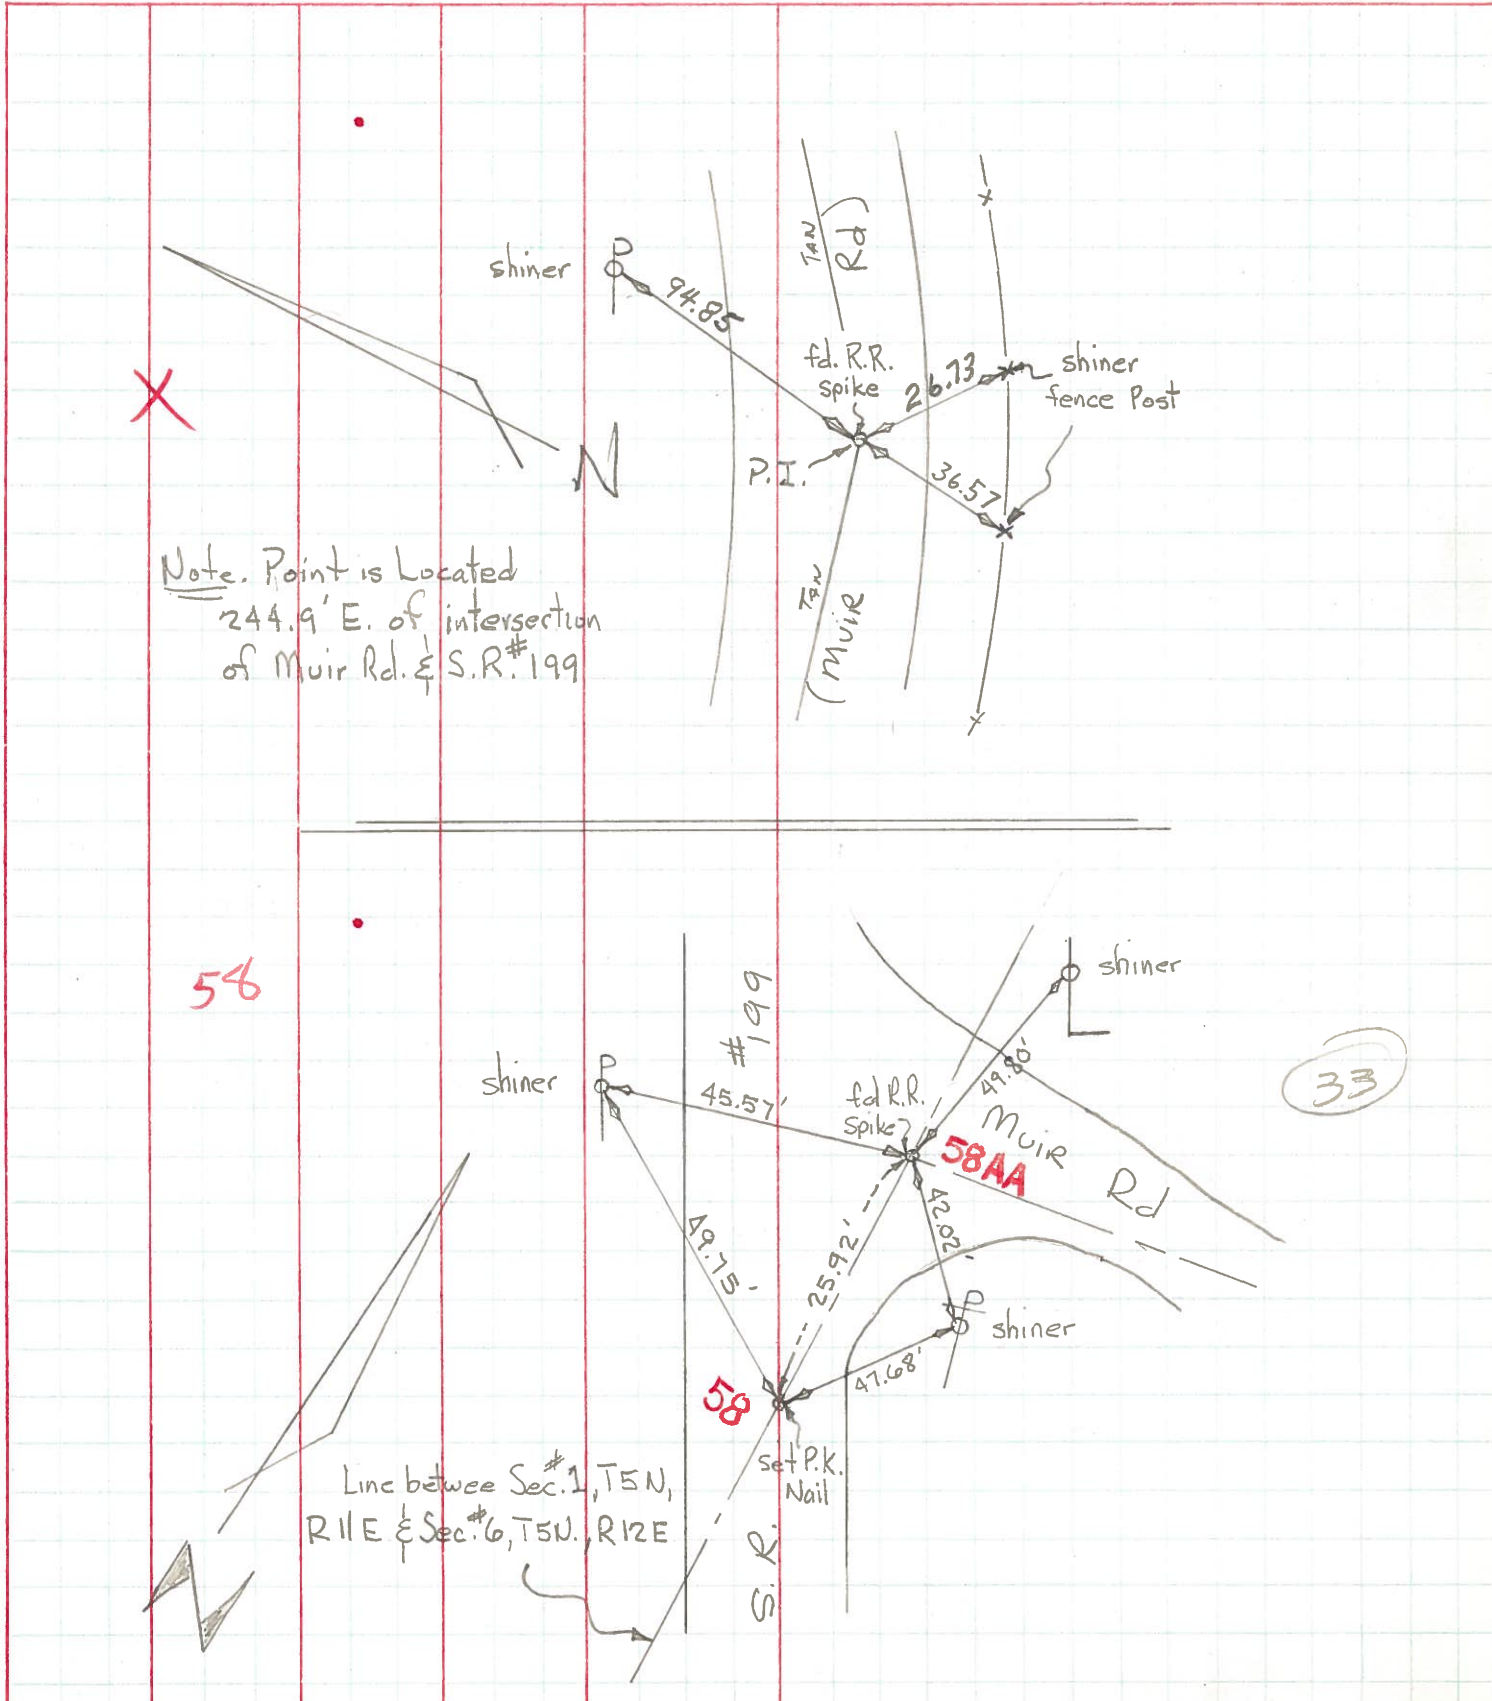 TAN
Rd)
P
shiner
94.85
fd. R.R.
spike
26.73
shiner
fence Post
X
P.I.
36.57
N
Note. Point is Located
244.9' E. of intersection
of Muir Rd. & S.R.#199
TAN
(Muir
58
#199
shiner
P
shiner
45.57'
fd R.R.
Spike
49.80'
Muir
Rd
33
58AA
49.75'
25.92'
42.02'
P
shiner
47.68'
58
set P.K.
Nail
Line betwee Sec.#1, T5N,
R11E & Sec.#6, T5N., R12E
S.R.
N